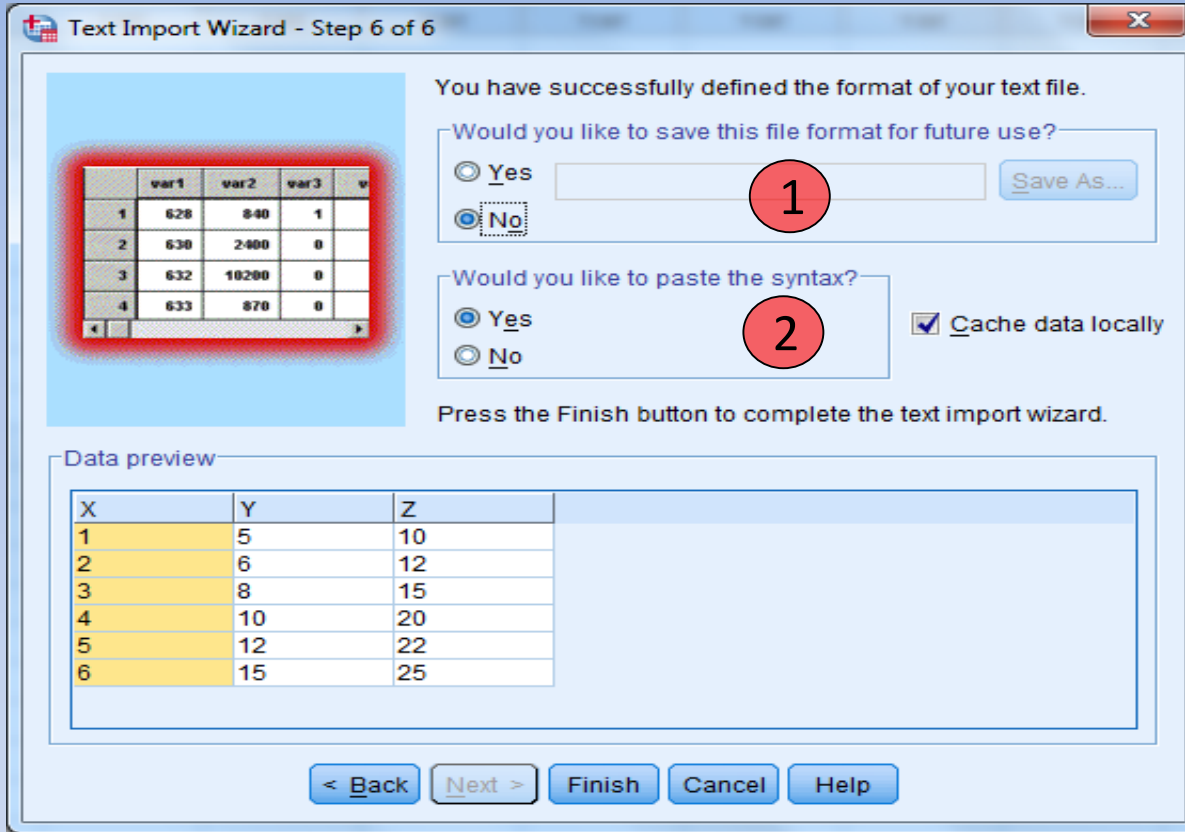 Text Import Wizard - Step 6 of 6
You have successfully defined the format of your text file.
Would you like to save this file format for future use?
Yes
1
Save As...
No
Would you like to paste the syntax?
Yes
2
Cache data locally
No
Press the Finish button to complete the text import wizard.
var1 var2 var3 v
1 628 840 1
2 630 2400 0
3 632 10200 0
4 633 870 0
Data preview
X Y Z
1 5 10
2 6 12
3 8 15
4 10 20
5 12 22
6 15 25
< Back Next > Finish Cancel Help